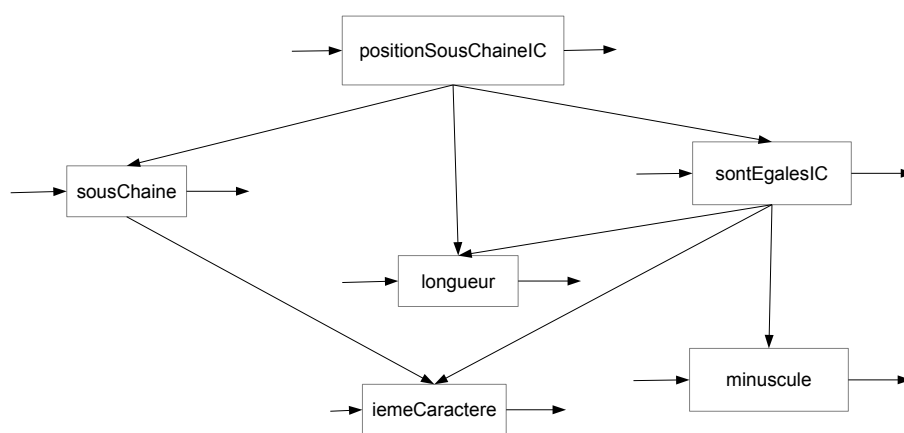 positionSousChaineIC
sontEgalesIC
sousChaine
longueur
minuscule
iemeCaractere